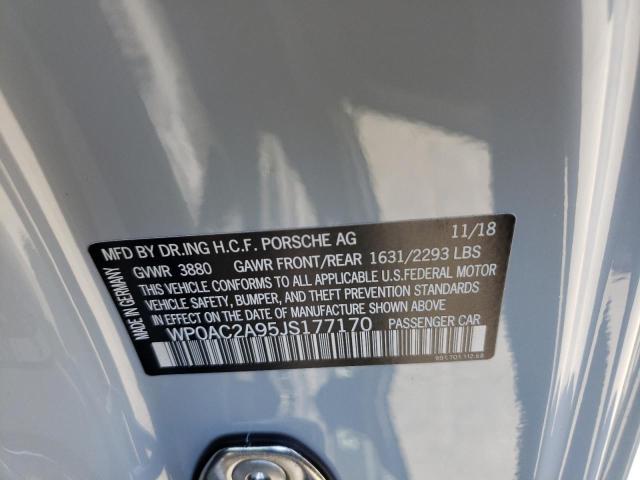 MFD BY DR.ING H.C.F. PORSCHE AG 11/18
GVWR 3880 GAWR FRONT/REAR 1631/2293 LBS
THIS VEHICLE CONFORMS TO ALL APPLICABLE U.S.FEDERAL MOTOR
VEHICLE SAFETY, BUMPER, AND THEFT PREVENTION STANDARDS
IN EFFECT ON THE DATE OF MANUFACTURE SHOWN ABOVE
WP0AC2A95JS177170 PASSENGER CAR
MADE IN GERMANY